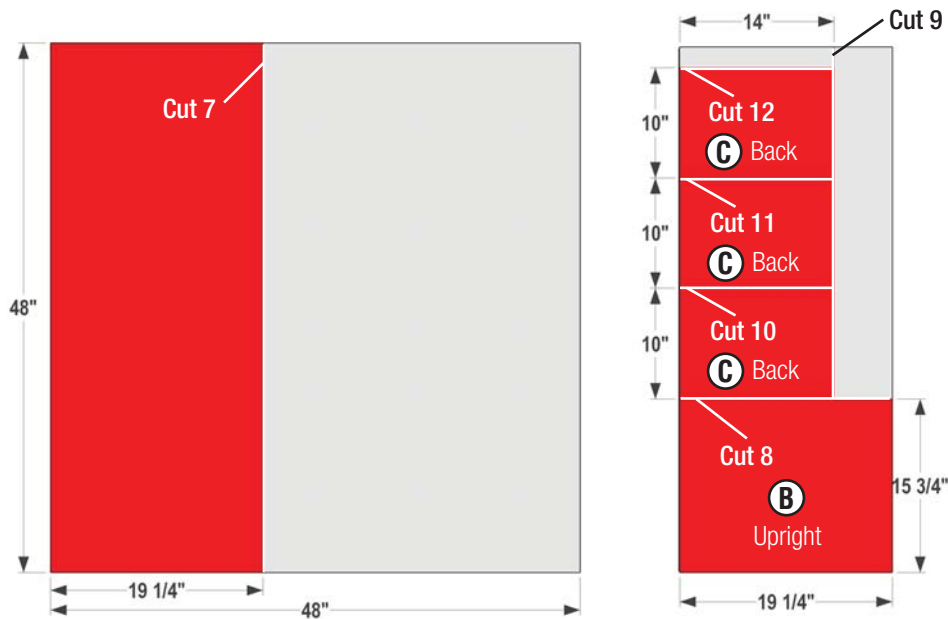 14"
Cut 9
Cut 7
Cut 12
10"
C Back
Cut 11
10"
C Back
48"
Cut 10
10"
C Back
Cut 8
B
15 3/4"
Upright
19 1/4"
48"
19 1/4"